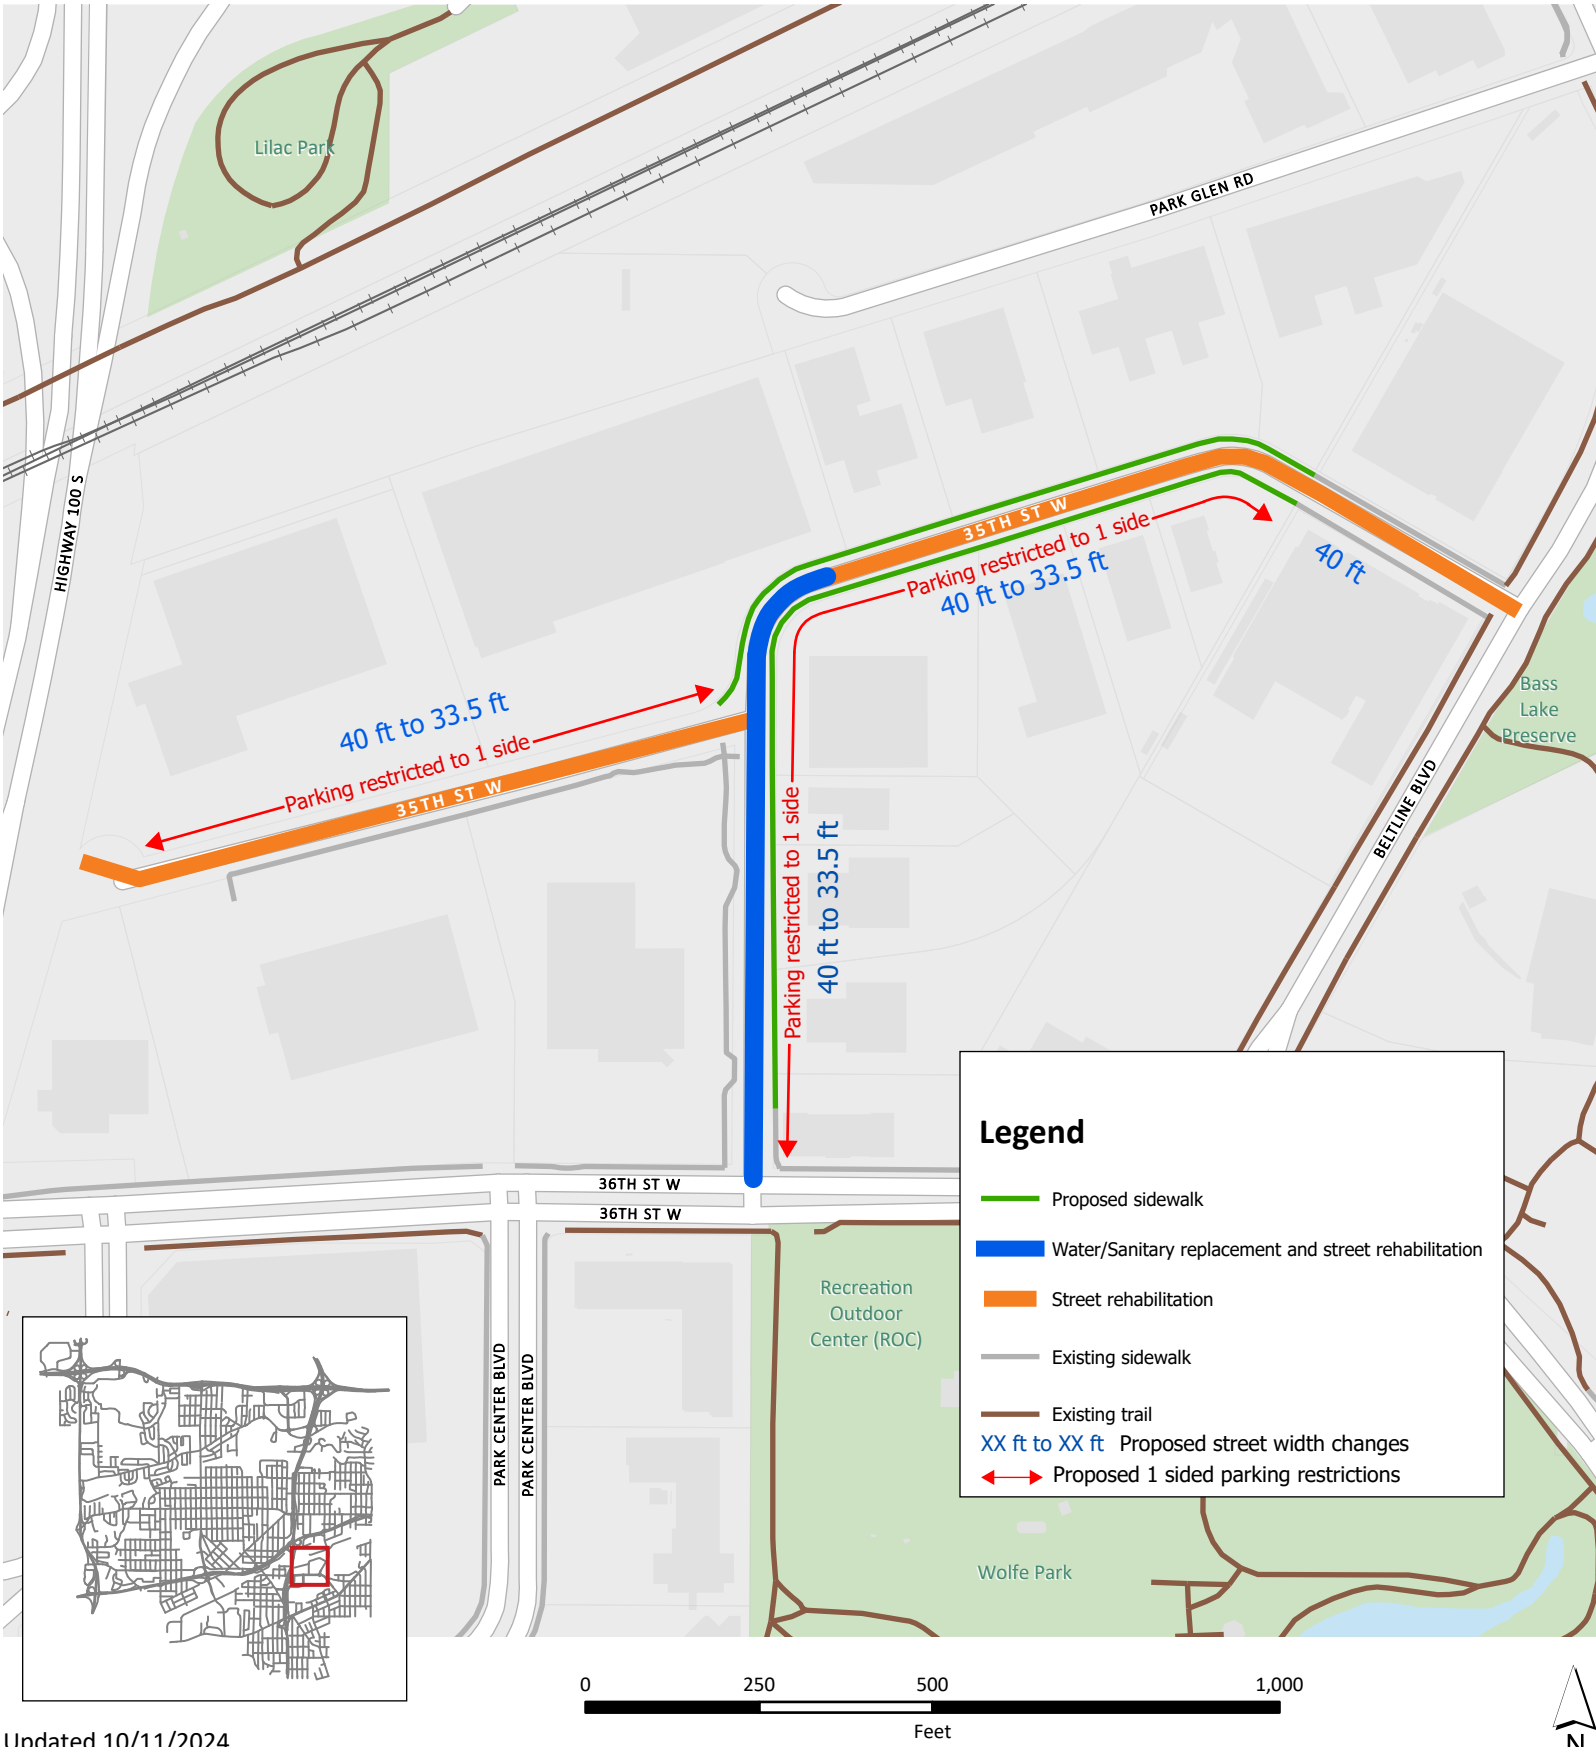 Lilac Park
PARK GLEN RD
HIGHWAY 100 S
35TH ST W
Parking restricted to 1 side
40 ft to 33.5 ft
40 ft
40 ft to 33.5 ft
Parking restricted to 1 side
35TH ST W
Bass
Lake
Preserve
BELTLINE BLVD
Parking restricted to 1 side
40 ft to 33.5 ft
36TH ST W
36TH ST W
Recreation
Outdoor
Center (ROC)
PARK CENTER BLVD
PARK CENTER BLVD
Wolfe Park
Legend
Proposed sidewalk
Water/Sanitary replacement and street rehabilitation
Street rehabilitation
Existing sidewalk
Existing trail
XX ft to XX ft Proposed street width changes
Proposed 1 sided parking restrictions
0 250 500 1,000
Feet
N
Updated 10/11/2024